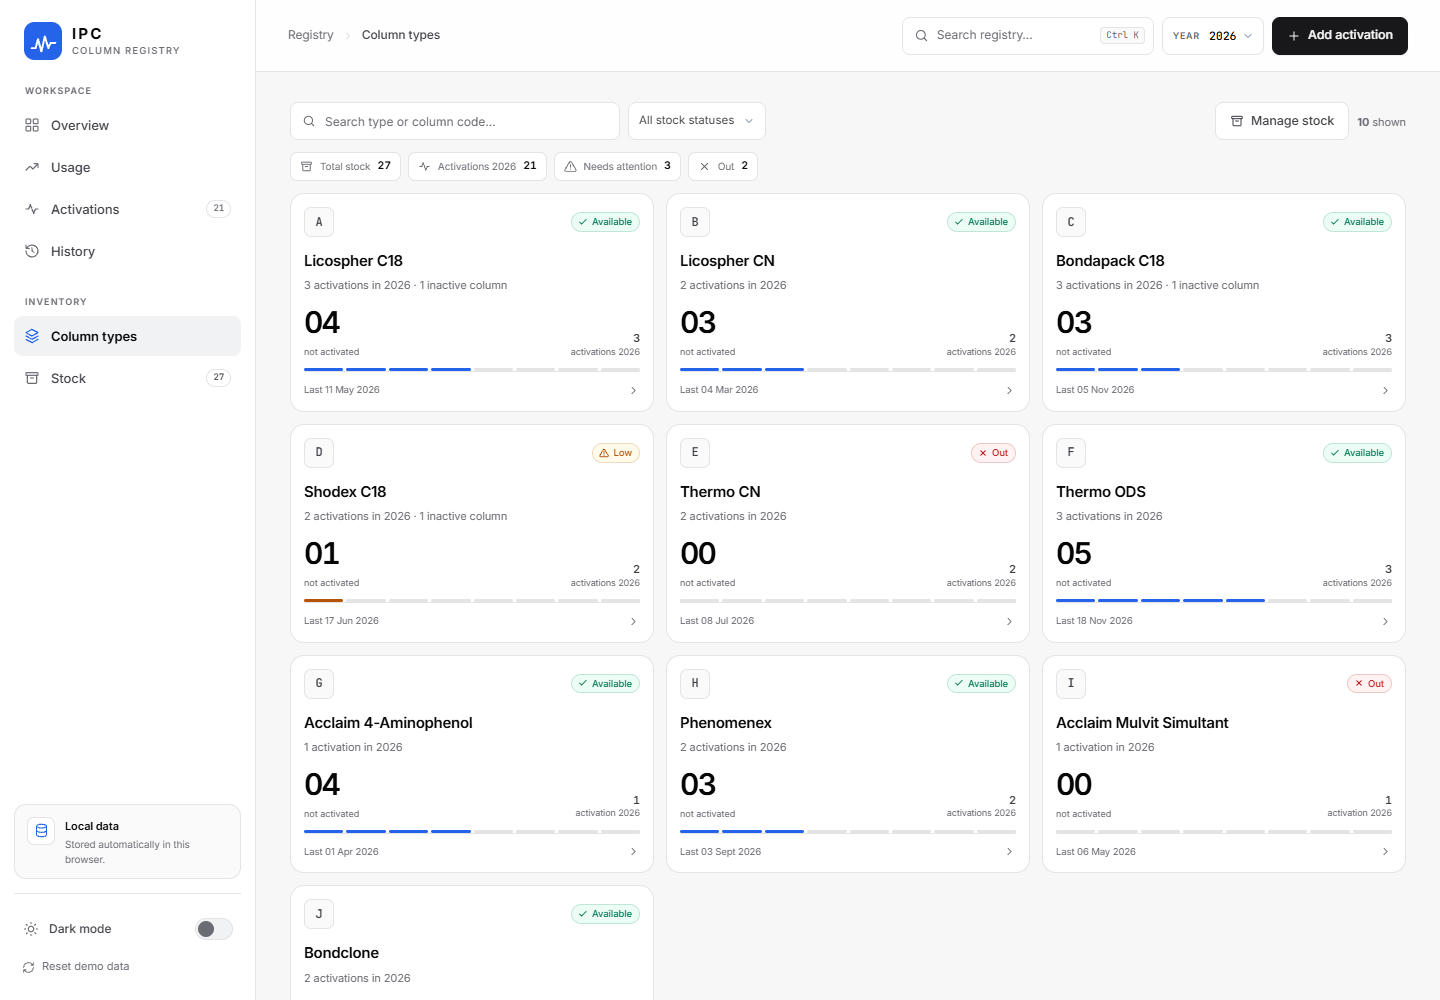 IPC
COLUMN REGISTRY
WORKSPACE
Overview
Usage
Activations 21
History
INVENTORY
Column types
Stock 27
Local data
Stored automatically in this
browser.
Dark mode
Reset demo data
Registry > Column types
Search registry... Ctrl K
YEAR 2026
+ Add activation
Search type or column code...
All stock statuses
Manage stock
10 shown
Total stock 27
Activations 2026 21
Needs attention 3
Out 2
A Available
Licospher C18
3 activations in 2026 · 1 inactive column
04
not activated
3
activations 2026
Last 11 May 2026
B Available
Licospher CN
2 activations in 2026
03
not activated
2
activations 2026
Last 04 Mar 2026
C Available
Bondapack C18
3 activations in 2026 · 1 inactive column
03
not activated
3
activations 2026
Last 05 Nov 2026
D Low
Shodex C18
2 activations in 2026 · 1 inactive column
01
not activated
2
activations 2026
Last 17 Jun 2026
E Out
Thermo CN
2 activations in 2026
00
not activated
2
activations 2026
Last 08 Jul 2026
F Available
Thermo ODS
3 activations in 2026
05
not activated
3
activations 2026
Last 18 Nov 2026
G Available
Acclaim 4-Aminophenol
1 activation in 2026
04
not activated
1
activation 2026
Last 01 Apr 2026
H Available
Phenomenex
2 activations in 2026
03
not activated
2
activations 2026
Last 03 Sept 2026
I Out
Acclaim Mulvit Simultant
1 activation in 2026
00
not activated
1
activation 2026
Last 06 May 2026
J Available
Bondclone
2 activations in 2026